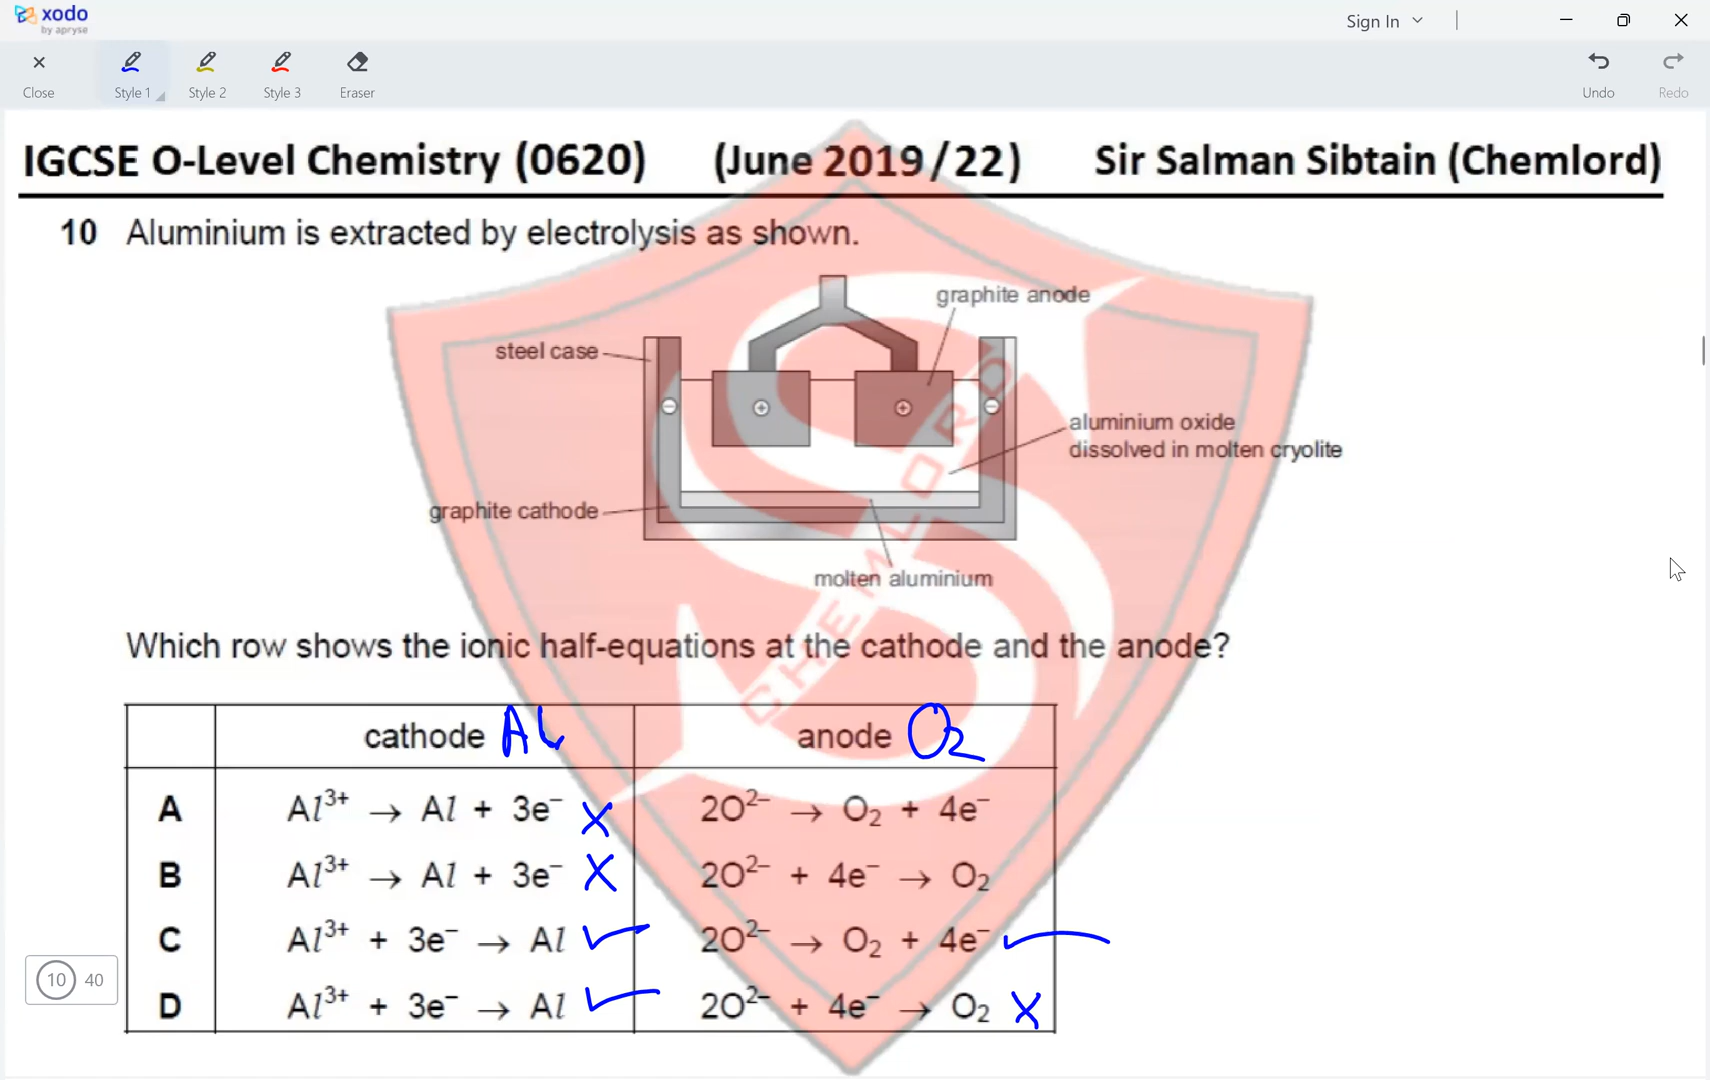 xodo
by apryse
Sign In
Close
Style 1
Style 2
Style 3
Eraser
Undo
Redo
IGCSE O-Level Chemistry (0620) (June 2019/22) Sir Salman Sibtain (Chemlord)
10 Aluminium is extracted by electrolysis as shown.
graphite anode
steel case
aluminium oxide
dissolved in molten cryolite
graphite cathode
molten aluminium
CHEMLORD
Which row shows the ionic half-equations at the cathode and the anode?
cathode Al anode O₂
A Al³⁺ → Al + 3e⁻ X 2O²⁻ → O₂ + 4e⁻
B Al³⁺ → Al + 3e⁻ X 2O²⁻ + 4e⁻ → O₂
C Al³⁺ + 3e⁻ → Al ✓ 2O²⁻ → O₂ + 4e⁻ ✓
D Al³⁺ + 3e⁻ → Al ✓ 2O²⁻ + 4e⁻ → O₂ X
10 40